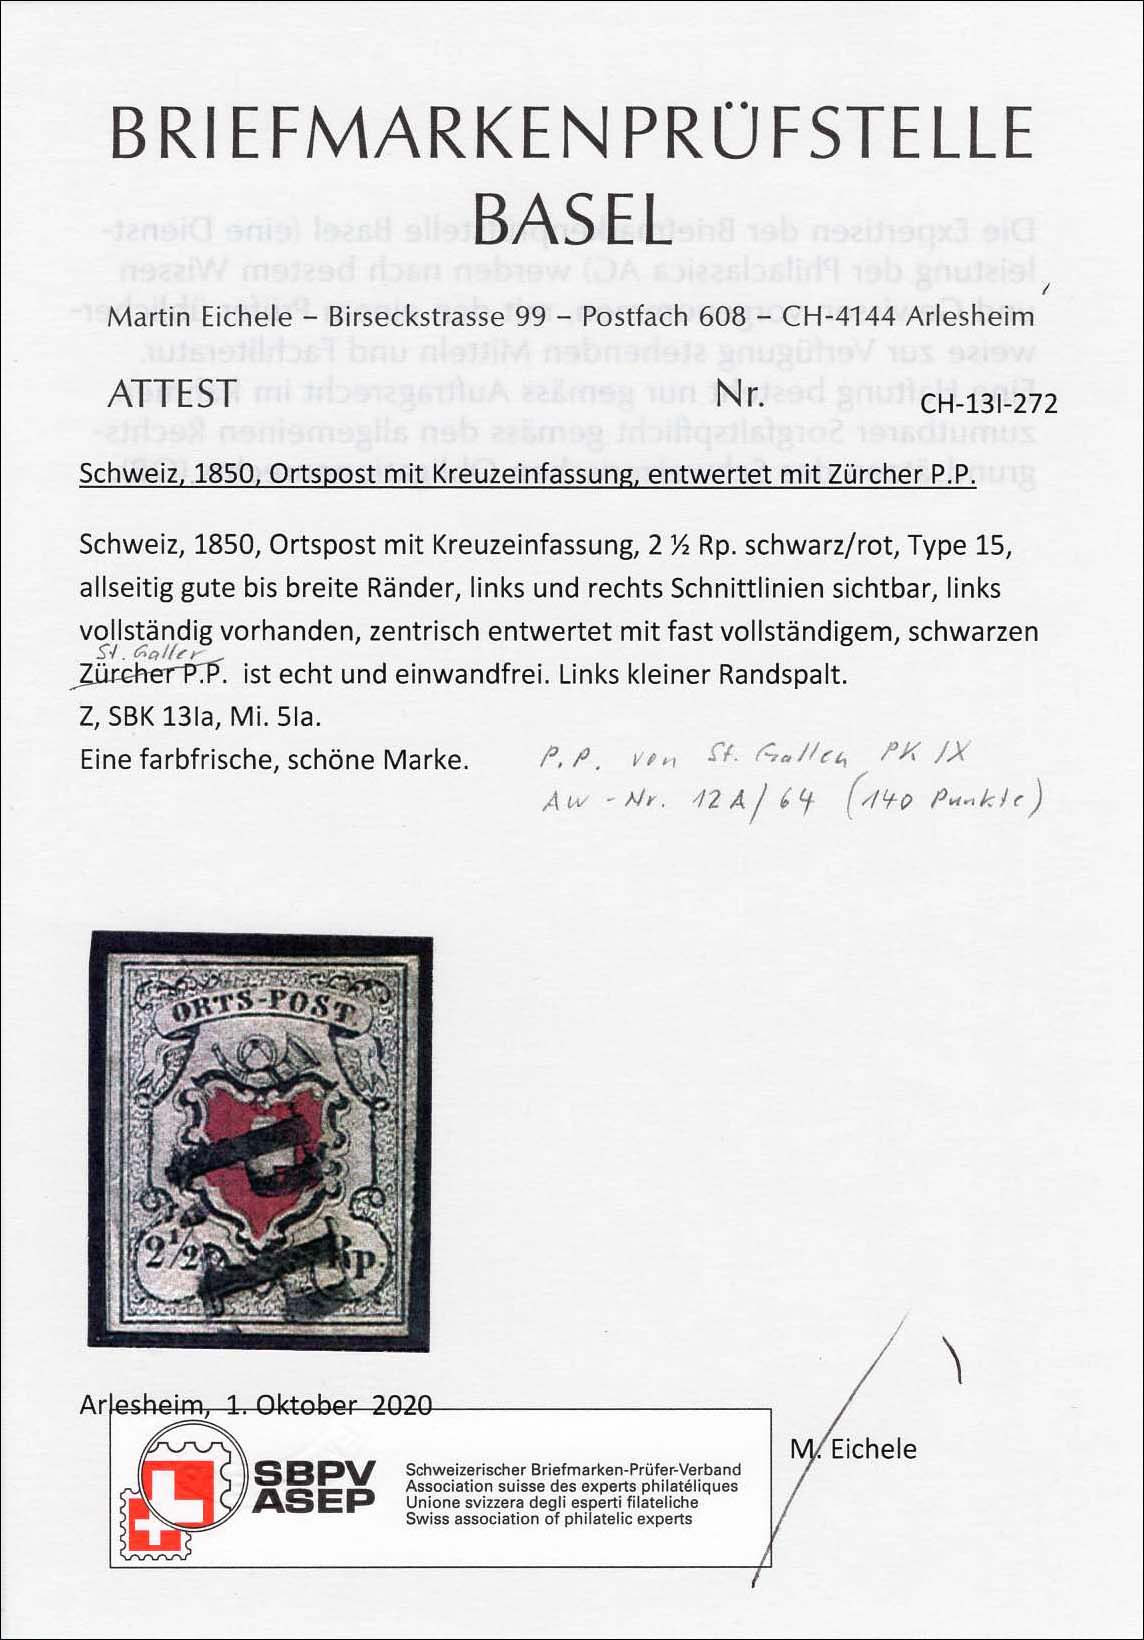 BRIEFMARKENPRÜFSTELLE
BASEL
Martin Eichele – Birseckstrasse 99 – Postfach 608 – CH-4144 Arlesheim
ATTEST Nr. CH-13I-272
Schweiz, 1850, Ortspost mit Kreuzeinfassung, entwertet mit Zürcher P.P.
Schweiz, 1850, Ortspost mit Kreuzeinfassung, 2 ½ Rp. schwarz/rot, Type 15,
allseitig gute bis breite Ränder, links und rechts Schnittlinien sichtbar, links
vollständig vorhanden, zentrisch entwertet mit fast vollständigem, schwarzen
St. Galler
Zürcher P.P. ist echt und einwandfrei. Links kleiner Randspalt.
Z, SBK 13Ia, Mi. 5Ia.
Eine farbfrische, schöne Marke.
P.P. von St. Gallen PK IX
AW-Nr. 12A/64 (140 Punkte)
ORTS-POST.
2 1/2 Rp.
Arlesheim, 1. Oktober 2020
M. Eichele
SBPV
ASEP
Schweizerischer Briefmarken-Prüfer-Verband
Association suisse des experts philatéliques
Unione svizzera degli esperti filateliche
Swiss association of philatelic experts